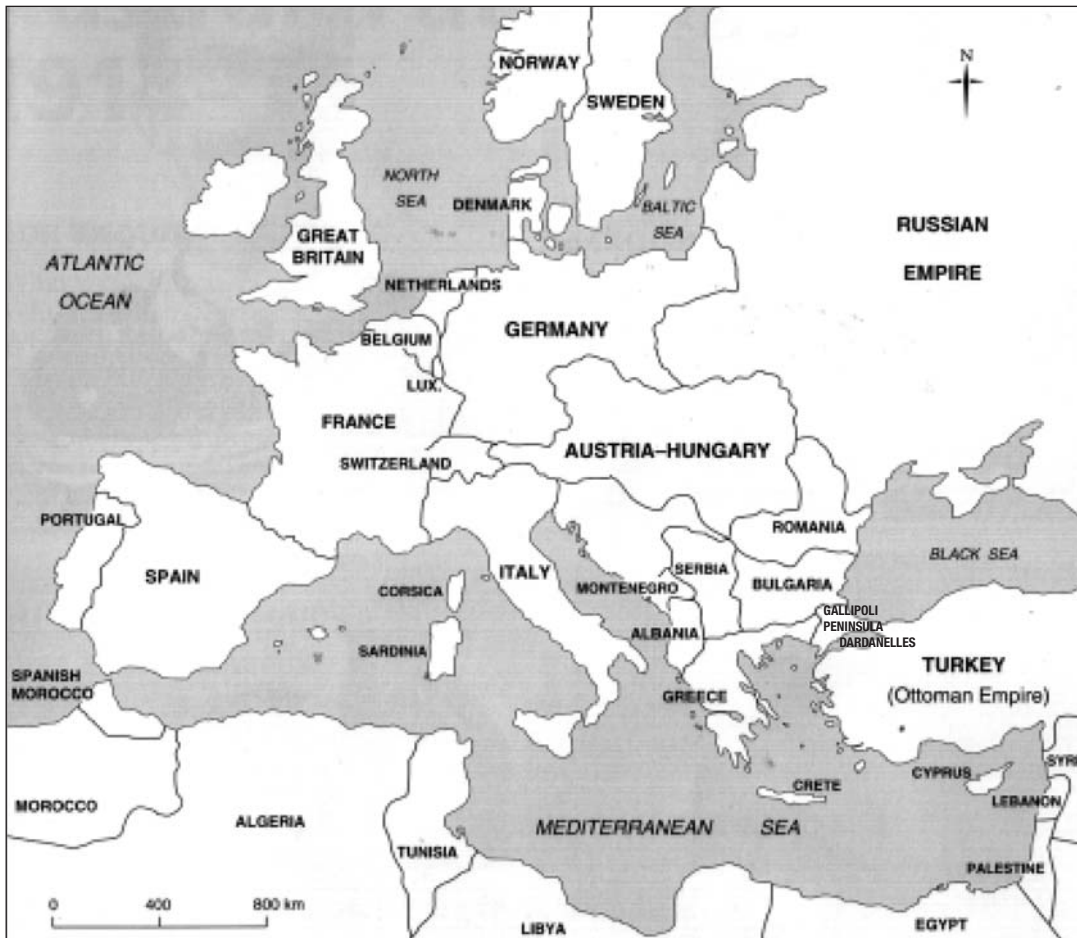 N
NORWAY
SWEDEN
NORTH
SEA
DENMARK
BALTIC
SEA
RUSSIAN
EMPIRE
GREAT
BRITAIN
ATLANTIC
OCEAN
NETHERLANDS
GERMANY
BELGIUM
LUX.
FRANCE
AUSTRIA–HUNGARY
SWITZERLAND
PORTUGAL
ROMANIA
BLACK SEA
SPAIN
ITALY
SERBIA
CORSICA
MONTENEGRO
BULGARIA
GALLIPOLI
PENINSULA
DARDANELLES
ALBANIA
SARDINIA
SPANISH
MOROCCO
GREECE
TURKEY
(Ottoman Empire)
SYRI
CYPRUS
CRETE
LEBANON
MOROCCO
ALGERIA
MEDITERRANEAN SEA
TUNISIA
PALESTINE
0 400 800 km
LIBYA
EGYPT